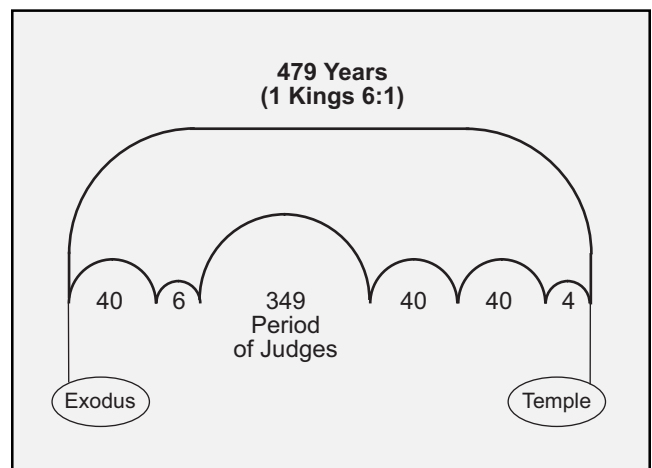 479 Years
(1 Kings 6:1)
40 6 349 40 40 4
Period
of Judges
Exodus Temple